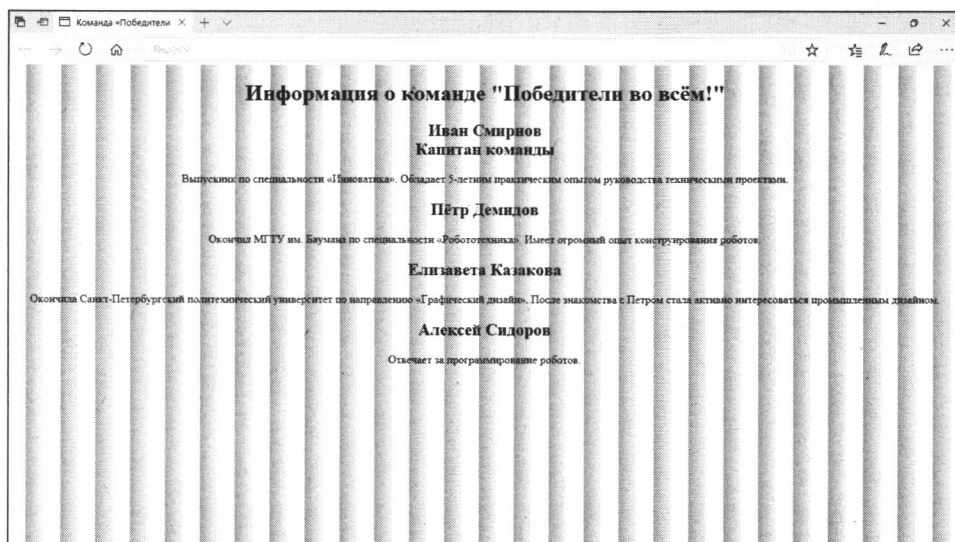 Команда «Победители
Информация о команде "Победители во всём!"
Иван Смирнов
Капитан команды
Выпускник по специальности «Инноватика». Обладает 5-летним практическим опытом руководства техническими проектами.
Пётр Демидов
Окончил МГТУ им. Баумана по специальности «Робототехника». Имеет огромный опыт конструирования роботов.
Елизавета Казакова
Окончила Санкт-Петербургский политехнический университет по направлению «Графический дизайн». После знакомства с Петром стала активно интересоваться промышленным дизайном.
Алексей Сидоров
Отвечает за программирование роботов.